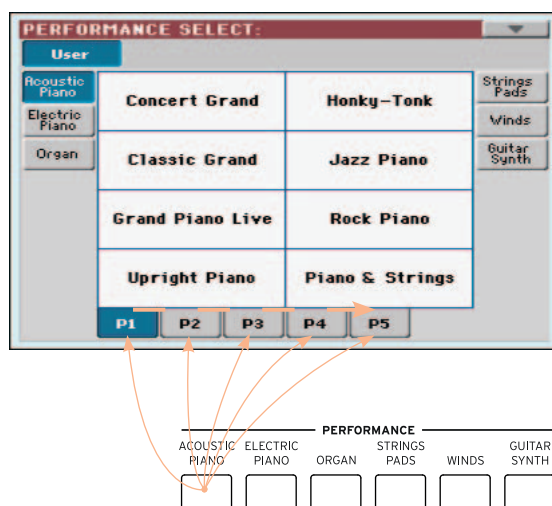 PERFORMANCE SELECT:
User
Acoustic Piano
Electric Piano
Organ
Concert Grand
Honky-Tonk
Classic Grand
Jazz Piano
Grand Piano Live
Rock Piano
Upright Piano
Piano & Strings
Strings Pads
Winds
Guitar Synth
P1 P2 P3 P4 P5
PERFORMANCE
ACOUSTIC PIANO
ELECTRIC PIANO
ORGAN
STRINGS PADS
WINDS
GUITAR SYNTH